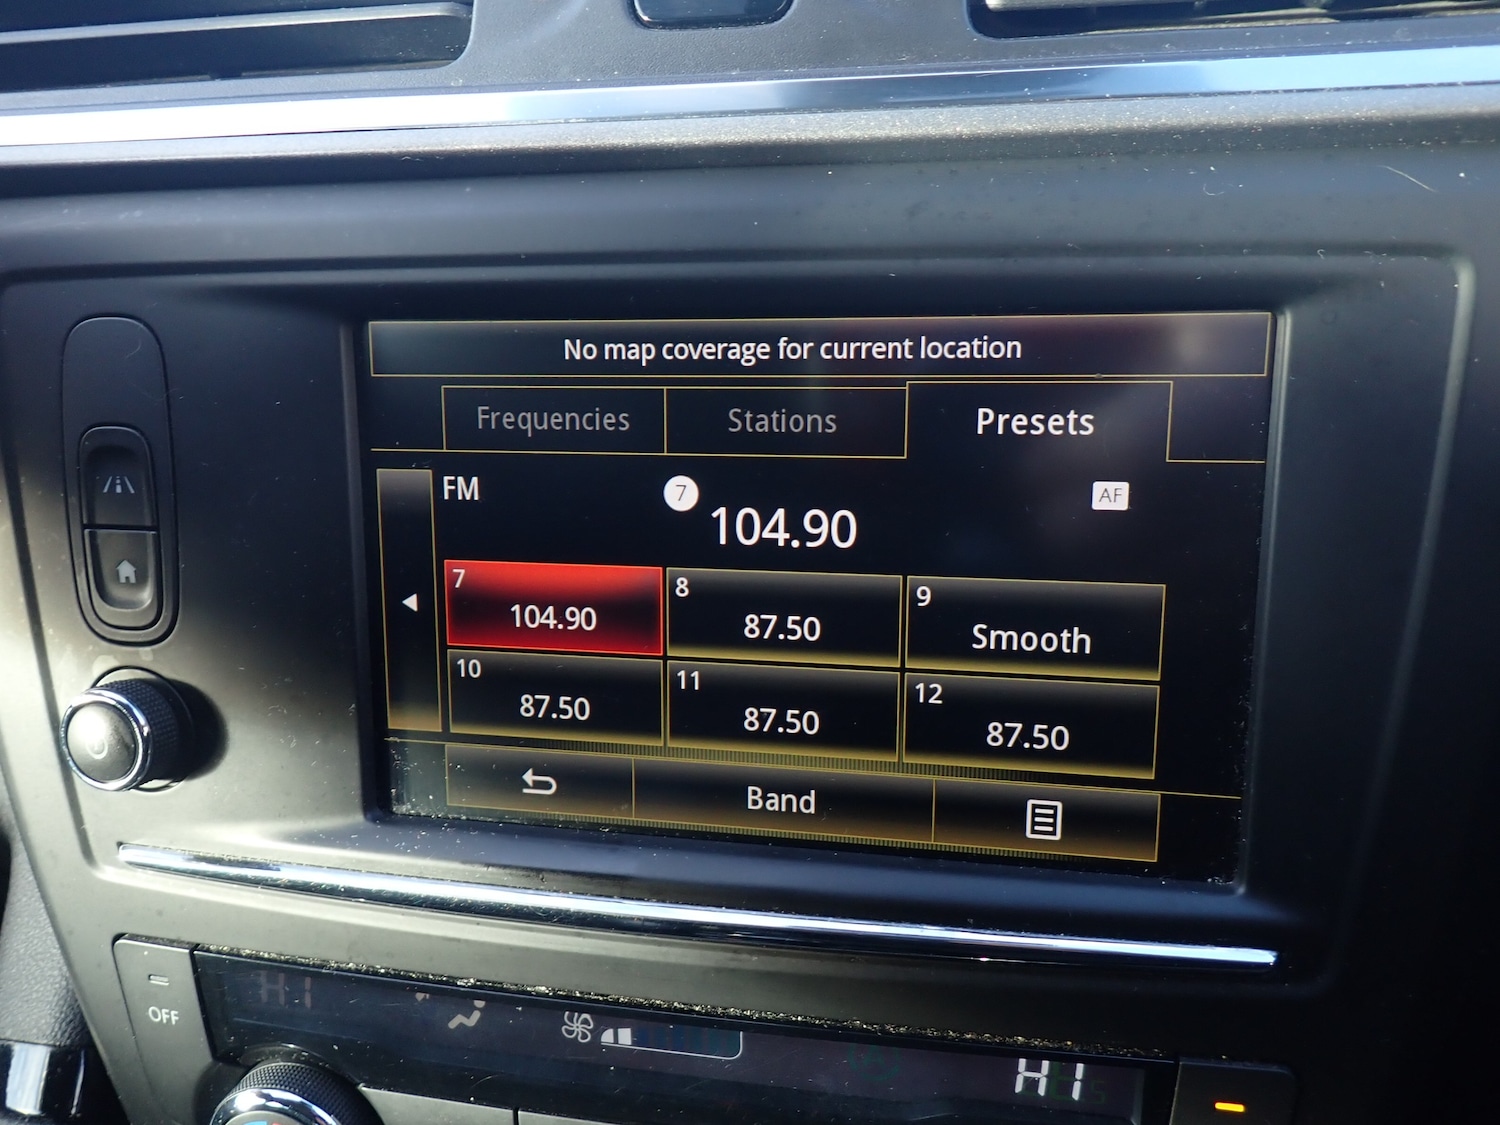 No map coverage for current location
Frequencies Stations Presets
FM 7 104.90 AF
7 104.90
8 87.50
9 Smooth
10 87.50
11 87.50
12 87.50
Band
OFF
HI
HI